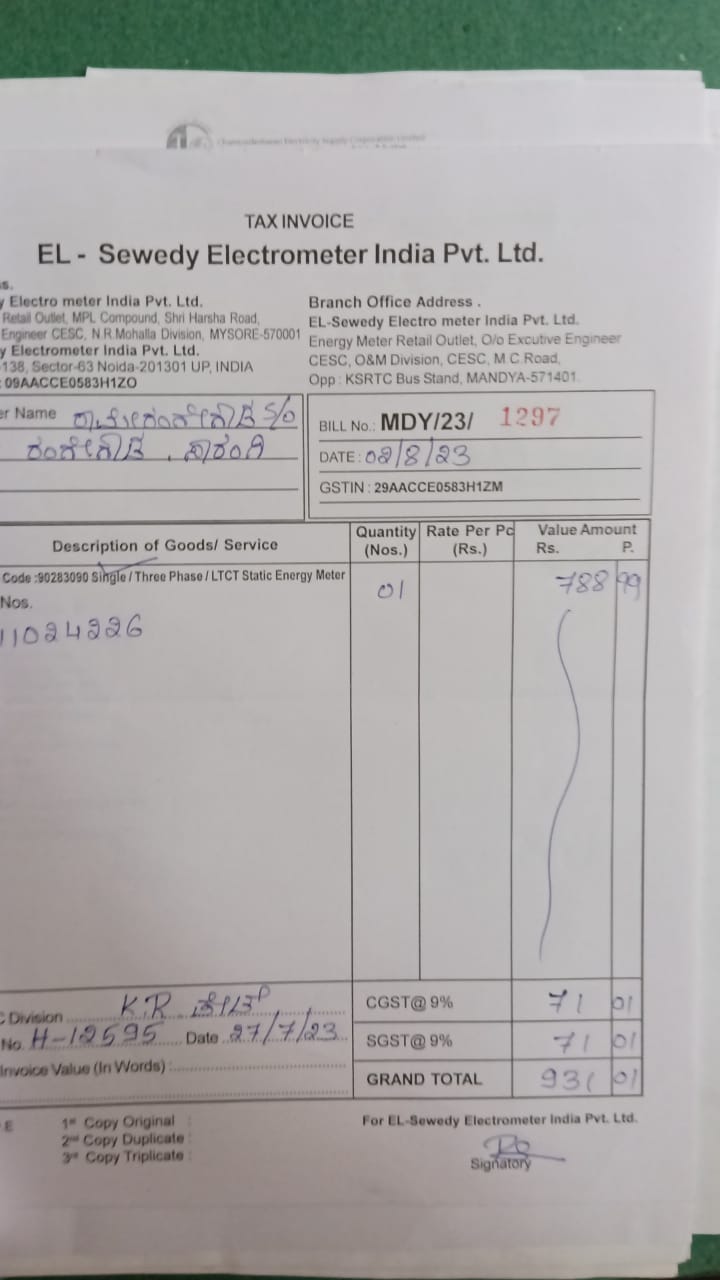 Chamundeshwari Electricity Supply Corporation Limited
TAX INVOICE
EL - Sewedy Electrometer India Pvt. Ltd.
ss.
y Electro meter India Pvt. Ltd.
Retail Outlet, MPL Compound, Shri Harsha Road,
Engineer CESC, N.R.Mohalla Division, MYSORE-570001
y Electrometer India Pvt. Ltd.
-138, Sector-63 Noida-201301 UP, INDIA
: 09AACCE0583H1ZO
Branch Office Address .
EL-Sewedy Electro meter India Pvt. Ltd.
Energy Meter Retail Outlet, O/o Excutive Engineer
CESC, O&M Division, CESC, M.C.Road,
Opp : KSRTC Bus Stand, MANDYA-571401.
er Name S/o
BILL No.: MDY/23/ 1297
DATE : 02/8/23
GSTIN : 29AACCE0583H1ZM
Description of Goods/ Service Quantity (Nos.) Rate Per Pc (Rs.) Value Amount Rs. P.
Code :90283090 Single / Three Phase / LTCT Static Energy Meter 01 788 99
Nos.
11024226
C Division K.R ಪೇಟೆ
No. H-12595 Date 27/7/23
Invoice Value (In Words) :
CGST@ 9% 71 01
SGST@ 9% 71 01
GRAND TOTAL 931 01
E
1st Copy Original :
2nd Copy Duplicate :
3rd Copy Triplicate :
For EL-Sewedy Electrometer India Pvt. Ltd.
Signatory